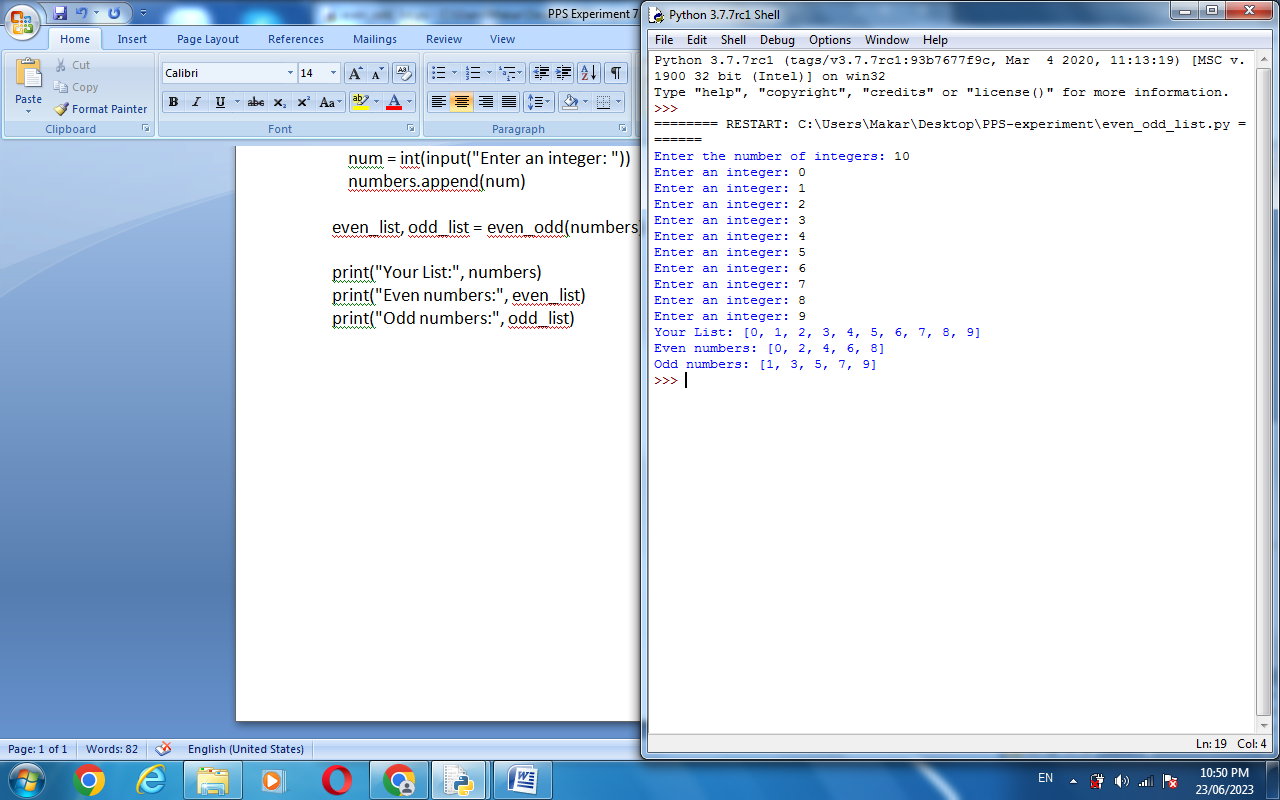 PPS Experiment 7
Home Insert Page Layout References Mailings Review View
Cut
Copy
Format Painter
Paste
Calibri 14
B I U abc x₂ x² Aa ab A
Clipboard Font Paragraph
num = int(input("Enter an integer: "))
numbers.append(num)
even_list, odd_list = even_odd(numbers
print("Your List:", numbers)
print("Even numbers:", even_list)
print("Odd numbers:", odd_list)
Page: 1 of 1 Words: 82 English (United States)
Python 3.7.7rc1 Shell
File Edit Shell Debug Options Window Help
Python 3.7.7rc1 (tags/v3.7.7rc1:93b7677f9c, Mar  4 2020, 11:13:19) [MSC v.
1900 32 bit (Intel)] on win32
Type "help", "copyright", "credits" or "license()" for more information.
>>>
======== RESTART: C:\Users\Makar\Desktop\PPS-experiment\even_odd_list.py =
======
Enter the number of integers: 10
Enter an integer: 0
Enter an integer: 1
Enter an integer: 2
Enter an integer: 3
Enter an integer: 4
Enter an integer: 5
Enter an integer: 6
Enter an integer: 7
Enter an integer: 8
Enter an integer: 9
Your List: [0, 1, 2, 3, 4, 5, 6, 7, 8, 9]
Even numbers: [0, 2, 4, 6, 8]
Odd numbers: [1, 3, 5, 7, 9]
>>>
Ln: 19 Col: 4
EN
10:50 PM
23/06/2023